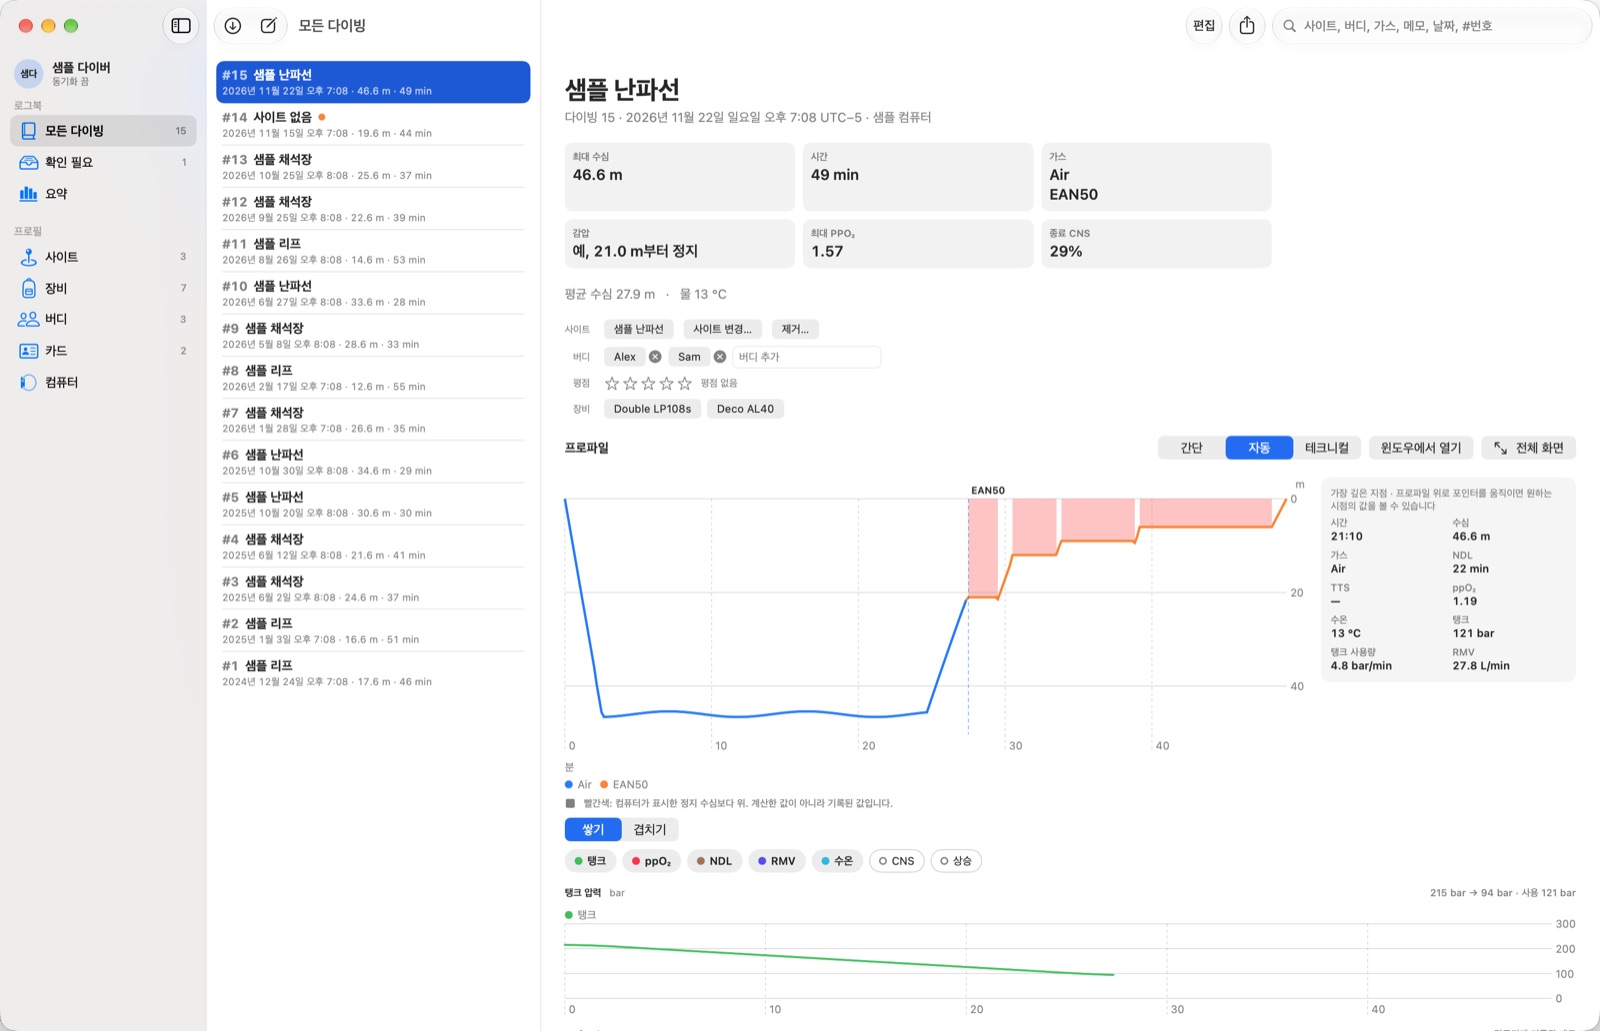 모든 다이빙
편집
사이트, 버디, 가스, 메모, 날짜, #번호
샘다
샘플 다이버
동기화 끔
로그북
모든 다이빙 15
확인 필요 1
요약
프로필
사이트 3
장비 7
버디 3
카드 2
컴퓨터
#15 샘플 난파선
2026년 11월 22일 오후 7:08 · 46.6 m · 49 min
#14 사이트 없음
2026년 11월 15일 오후 7:08 · 19.6 m · 44 min
#13 샘플 채석장
2026년 10월 25일 오후 8:08 · 25.6 m · 37 min
#12 샘플 채석장
2026년 9월 25일 오후 8:08 · 22.6 m · 39 min
#11 샘플 리프
2026년 8월 26일 오후 8:08 · 14.6 m · 53 min
#10 샘플 난파선
2026년 6월 27일 오후 8:08 · 33.6 m · 28 min
#9 샘플 채석장
2026년 5월 8일 오후 8:08 · 28.6 m · 33 min
#8 샘플 리프
2026년 2월 17일 오후 7:08 · 12.6 m · 55 min
#7 샘플 채석장
2026년 1월 28일 오후 7:08 · 26.6 m · 35 min
#6 샘플 난파선
2025년 10월 30일 오후 8:08 · 34.6 m · 29 min
#5 샘플 난파선
2025년 10월 20일 오후 8:08 · 30.6 m · 30 min
#4 샘플 채석장
2025년 6월 12일 오후 8:08 · 21.6 m · 41 min
#3 샘플 채석장
2025년 6월 2일 오후 8:08 · 24.6 m · 37 min
#2 샘플 리프
2025년 1월 3일 오후 7:08 · 16.6 m · 51 min
#1 샘플 리프
2024년 12월 24일 오후 7:08 · 17.6 m · 46 min
샘플 난파선
다이빙 15 · 2026년 11월 22일 일요일 오후 7:08 UTC−5 · 샘플 컴퓨터
최대 수심
46.6 m
시간
49 min
가스
Air
EAN50
감압
예, 21.0 m부터 정지
최대 PPO₂
1.57
종료 CNS
29%
평균 수심 27.9 m · 물 13 °C
사이트 샘플 난파선 사이트 변경... 제거...
버디 Alex Sam 버디 추가
평점 평점 없음
장비 Double LP108s Deco AL40
프로파일
간단 자동 테크니컬 윈도우에서 열기 전체 화면
EAN50
m
0
20
40
0 10 20 30 40
분
Air EAN50
빨간색: 컴퓨터가 표시한 정지 수심보다 위. 계산한 값이 아니라 기록된 값입니다.
가장 깊은 지점 · 프로파일 위로 포인터를 움직이면 원하는
시점의 값을 볼 수 있습니다
시간 수심
21:10 46.6 m
가스 NDL
Air 22 min
TTS ppO₂
— 1.19
수온 탱크
13 °C 121 bar
탱크 사용량 RMV
4.8 bar/min 27.8 L/min
쌓기 겹치기
탱크 ppO₂ NDL RMV 수온 CNS 상승
탱크 압력 bar
215 bar → 94 bar · 사용 121 bar
탱크
300
200
100
0
0 10 20 30 40